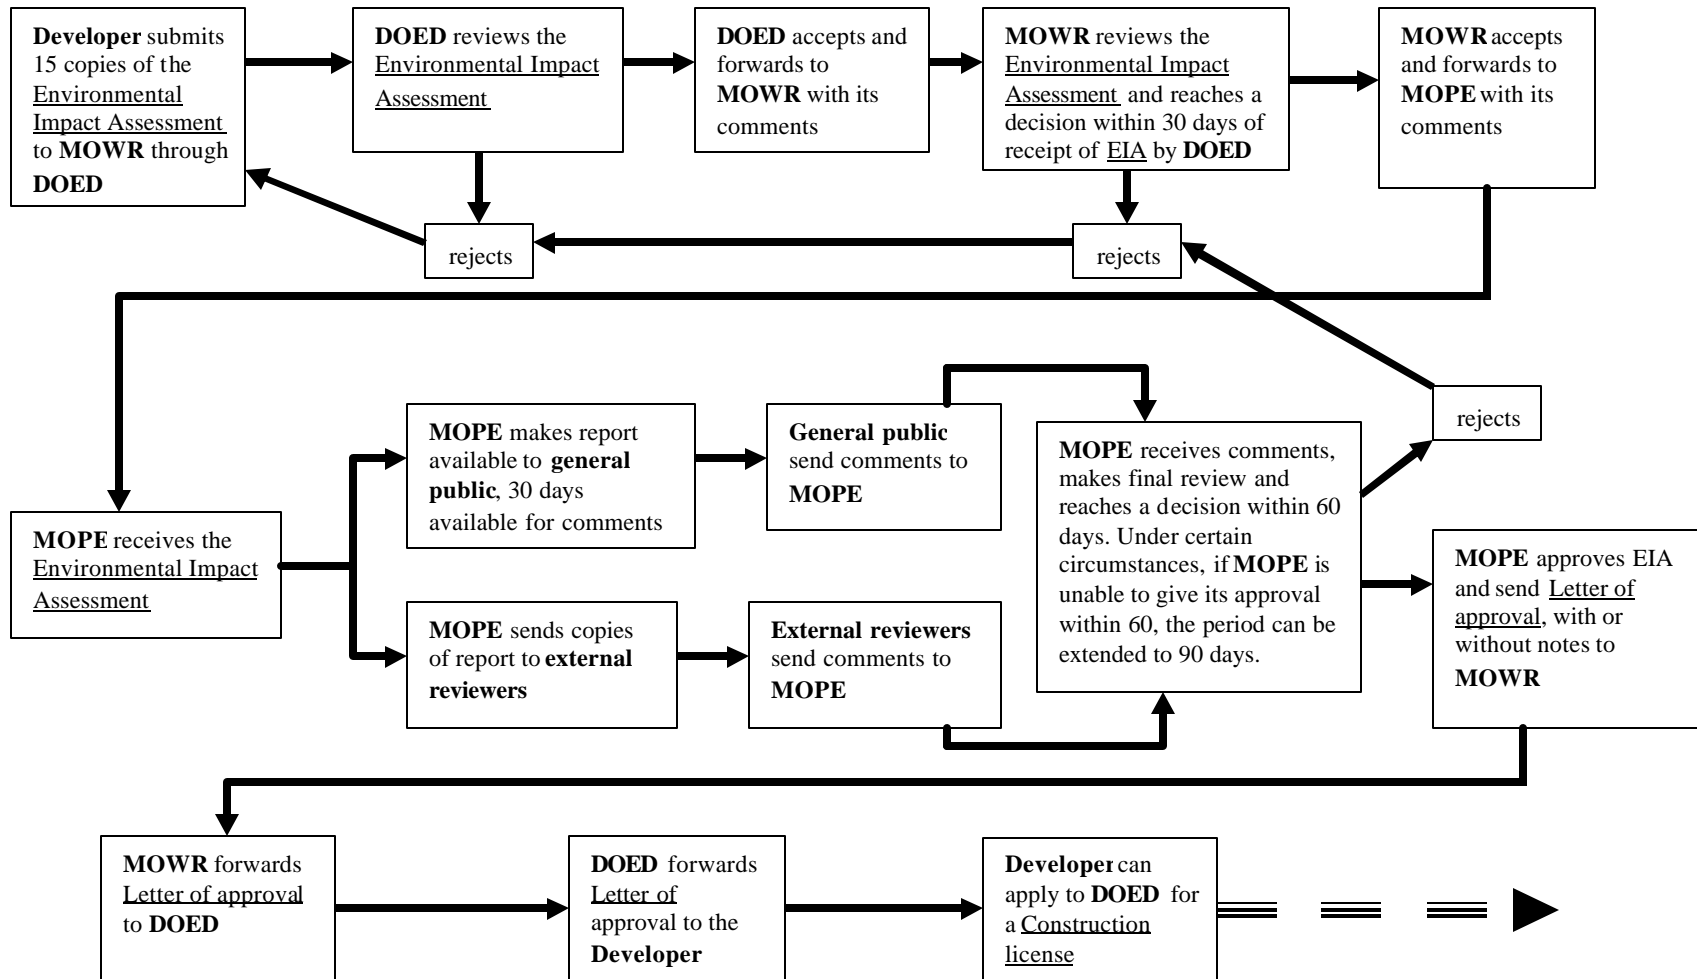 Developer submits
15 copies of the
Environmental
Impact Assessment
to MOWR through
DOED
DOED reviews the
Environmental Impact
Assessment
DOED accepts and
forwards to
MOWR with its
comments
MOWR reviews the
Environmental Impact
Assessment and reaches a
decision within 30 days of
receipt of EIA by DOED
MOWR accepts
and forwards to
MOPE with its
comments
rejects
rejects
rejects
MOPE receives the
Environmental Impact
Assessment
MOPE makes report
available to general
public, 30 days
available for comments
General public
send comments to
MOPE
MOPE sends copies
of report to external
reviewers
External reviewers
send comments to
MOPE
MOPE receives comments,
makes final review and
reaches a decision within 60
days. Under certain
circumstances, if MOPE is
unable to give its approval
within 60, the period can be
extended to 90 days.
MOPE approves EIA
and send Letter of
approval, with or
without notes to
MOWR
MOWR forwards
Letter of approval
to DOED
DOED forwards
Letter of
approval to the
Developer
Developer can
apply to DOED for
a Construction
license